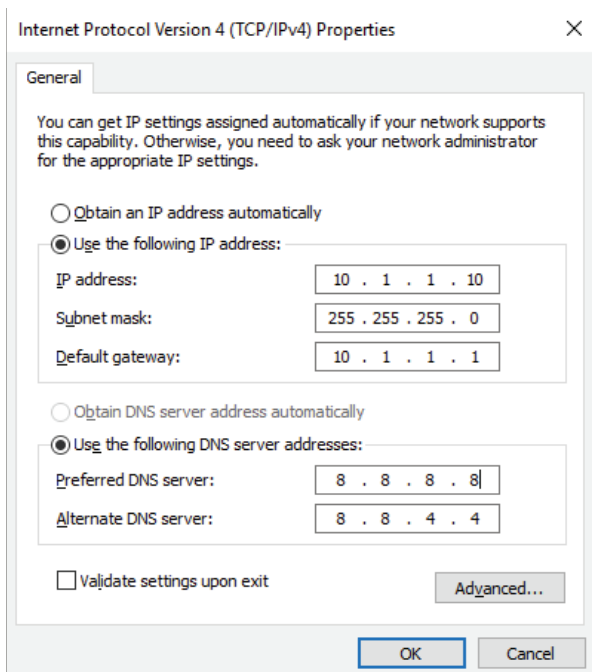 Internet Protocol Version 4 (TCP/IPv4) Properties
General
You can get IP settings assigned automatically if your network supports
this capability. Otherwise, you need to ask your network administrator
for the appropriate IP settings.
Obtain an IP address automatically
Use the following IP address:
IP address: 10 . 1 . 1 . 10
Subnet mask: 255 . 255 . 255 . 0
Default gateway: 10 . 1 . 1 . 1
Obtain DNS server address automatically
Use the following DNS server addresses:
Preferred DNS server: 8 . 8 . 8 . 8
Alternate DNS server: 8 . 8 . 4 . 4
Validate settings upon exit
Advanced...
OK Cancel